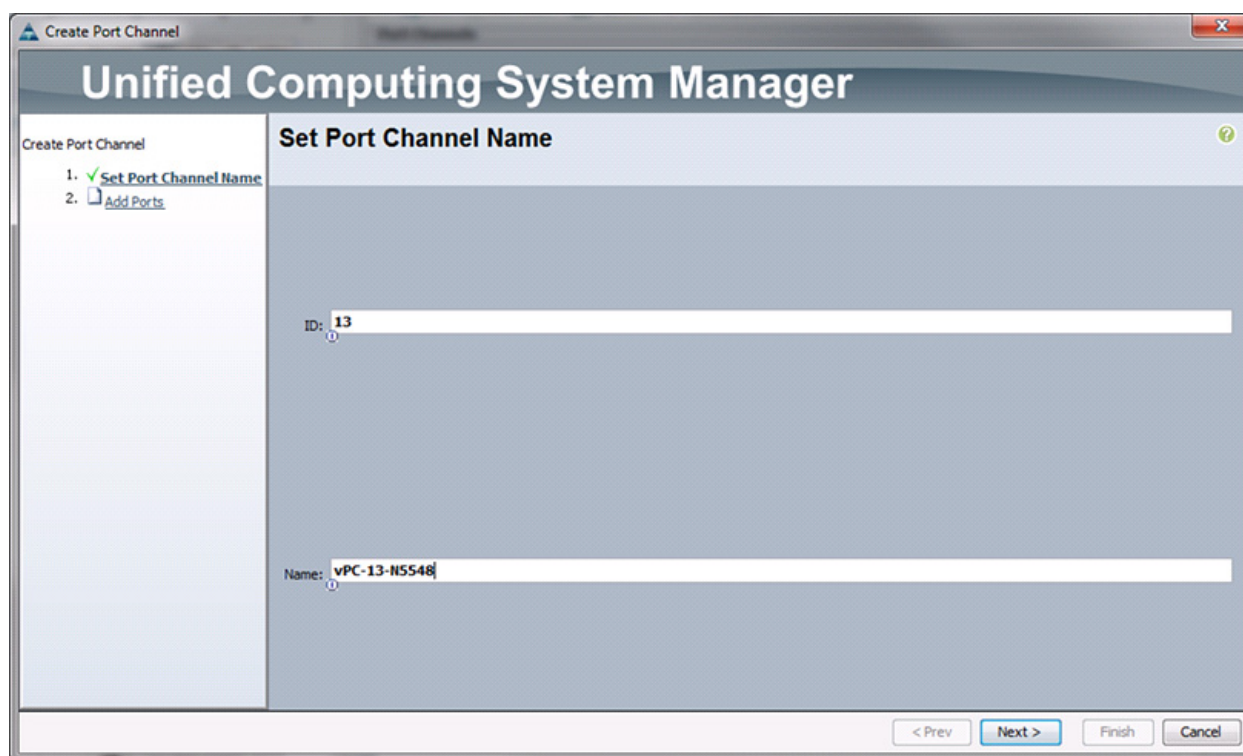 Create Port Channel
Unified Computing System Manager
Create Port Channel
1. Set Port Channel Name
2. Add Ports
Set Port Channel Name
ID: 13
Name: vPC-13-N5548
< Prev Next > Finish Cancel